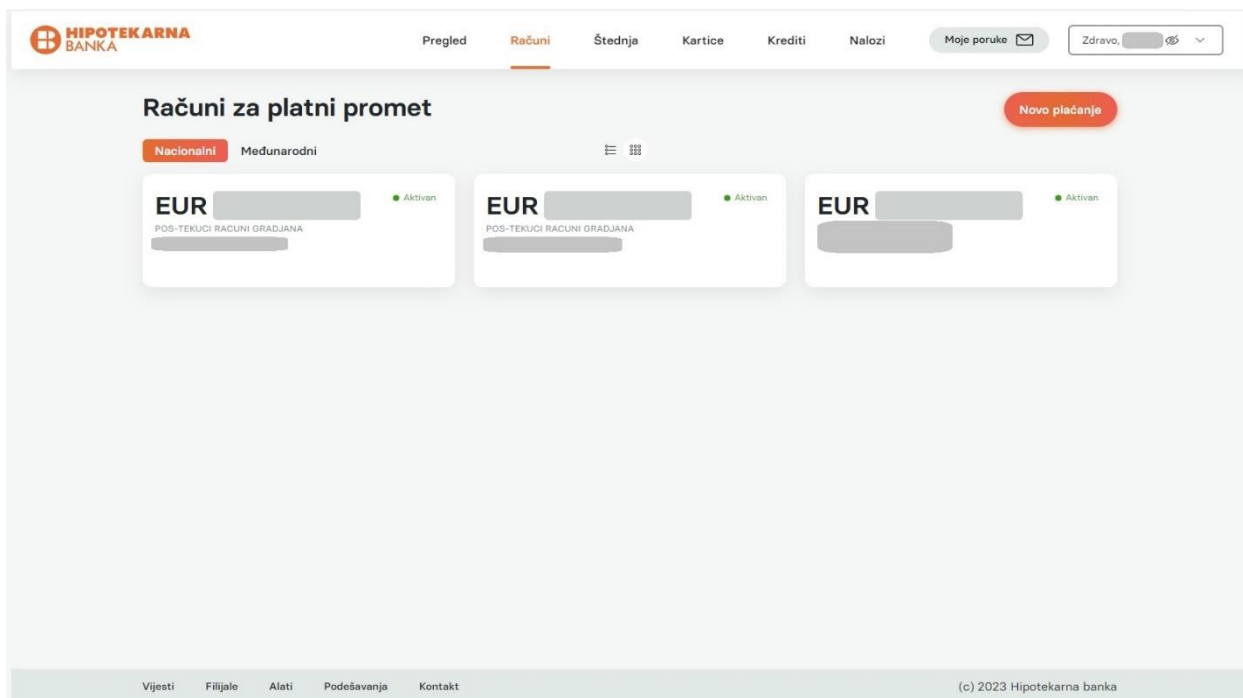 HIPOTEKARNA
BANKA
Pregled Računi Štednja Kartice Krediti Nalozi Moje poruke Zdravo,
Računi za platni promet
Novo plaćanje
Nacionalni Međunarodni
EUR Aktivan EUR Aktivan EUR Aktivan
POS-TEKUCI RACUNI GRADJANA POS-TEKUCI RACUNI GRADJANA
Vijesti Filijale Alati Podešavanja Kontakt (c) 2023 Hipotekarna banka